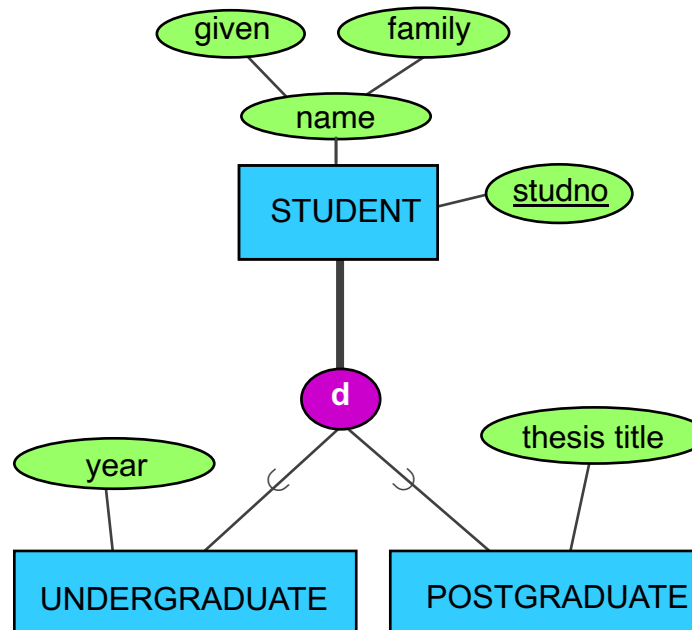 given
family
name
STUDENT
studno
d
year
thesis title
UNDERGRADUATE
POSTGRADUATE